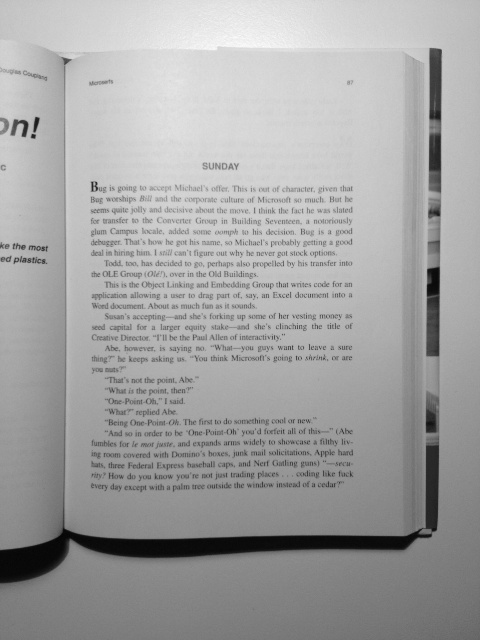 Douglas Coupland
on!
C
ke the most
ed plastics.
Microserfs
67
SUNDAY
Bug is going to accept Michael's offer. This is out of character, given that
Bug worships Bill and the corporate culture of Microsoft so much. But he
seems quite jolly and decisive about the move. I think the fact he was slated
for transfer to the Converter Group in Building Seventeen, a notoriously
glum Campus locale, added some oomph to his decision. Bug is a good
debugger. That's how he got his name, so Michael's probably getting a good
deal in hiring him. I still can't figure out why he never got stock options.
Todd, too, has decided to go, perhaps also propelled by his transfer into
the OLE Group (Olé!), over in the Old Buildings.
This is the Object Linking and Embedding Group that writes code for an
application allowing a user to drag part of, say, an Excel document into a
Word document. About as much fun as it sounds.
Susan's accepting—and she's forking up some of her vesting money as
seed capital for a larger equity stake—and she's clinching the title of
Creative Director. "I'll be the Paul Allen of interactivity."
Abe, however, is saying no. "What—you guys want to leave a sure
thing?" he keeps asking us. "You think Microsoft's going to shrink, or are
you nuts?"
"That's not the point, Abe."
"What is the point, then?"
"One-Point-Oh," I said.
"What?" replied Abe.
"Being One-Point-Oh. The first to do something cool or new."
"And so in order to be 'One-Point-Oh' you'd forfeit all of this—" (Abe
fumbles for le mot juste, and expands arms widely to showcase a filthy liv-
ing room covered with Domino's boxes, junk mail solicitations, Apple hard
hats, three Federal Express baseball caps, and Nerf Gatling guns) "—secu-
rity? How do you know you're not just trading places . . . coding like fuck
every day except with a palm tree outside the window instead of a cedar?"